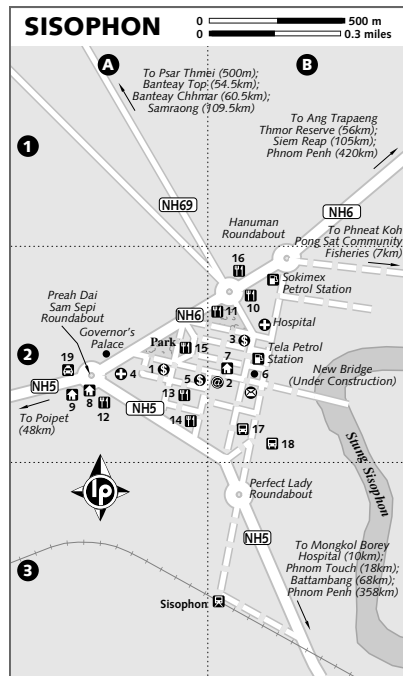 SISOPHON
0 500 m
0 0.3 miles
A
B
To Psar Thmei (500m);
Banteay Top (54.5km);
Banteay Chhmar (60.5km);
Samraong (109.5km)
To Ang Trapaeng
Thmor Reserve (56km);
Siem Reap (105km);
Phnom Penh (420km)
1
NH69
NH6
Hanuman
Roundabout
To Phneat Koh
Pong Sat Community
Fisheries (7km)
16
Sokimex
Petrol Station
Preah Dai
Sam Sepi
Roundabout
10
NH6
11
Hospital
Governor's
Palace
Park
3
$
2
15
Tela Petrol
Station
19
7
4
1
$
6
New Bridge
(Under Construction)
5
$
@
2
NH5
9
8
12
13
NH5
To Poipet
(48km)
14
17
18
Stung Sisophon
lp
Perfect Lady
Roundabout
NH5
3
To Mongkol Borey
Hospital (10km);
Phnom Touch (18km);
Battambang (68km);
Phnom Penh (358km)
Sisophon